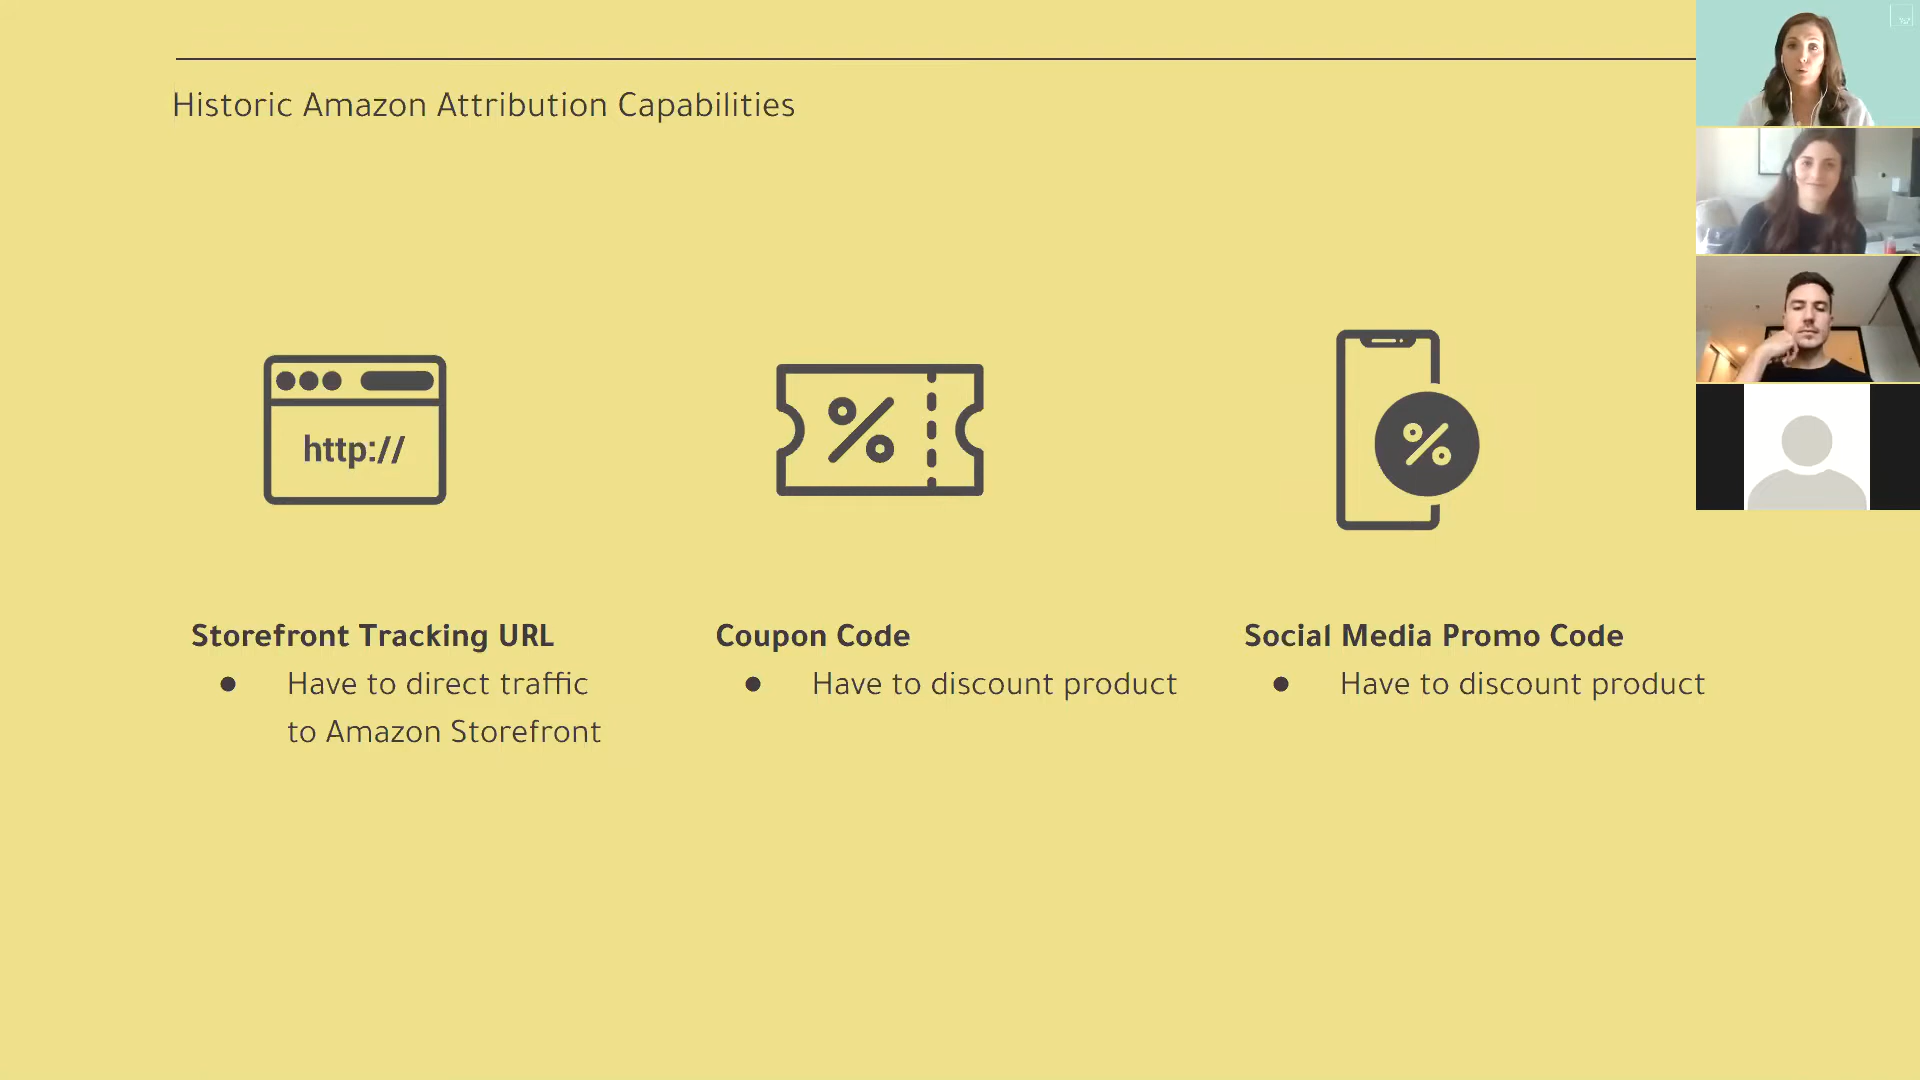 Historic Amazon Attribution Capabilities
http://
%
%
Storefront Tracking URL
● Have to direct traffic
to Amazon Storefront
Coupon Code
● Have to discount product
Social Media Promo Code
● Have to discount product